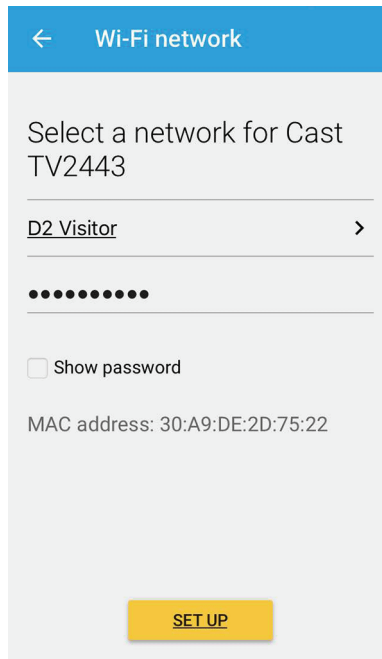 Wi-Fi network
Select a network for Cast
TV2443
D2 Visitor
••••••••••
Show password
MAC address: 30:A9:DE:2D:75:22
SET UP